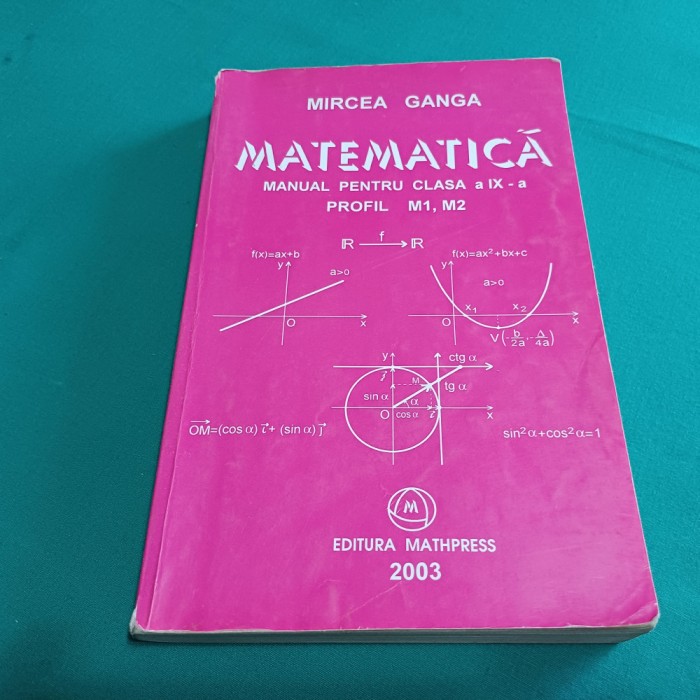 MIRCEA GANGA
MATEMATICĂ
MANUAL PENTRU CLASA a IX - a
PROFIL M1, M2
ℝ f ℝ
f(x)=ax+b
y
a>0
O
x
f(x)=ax²+bx+c
y
a>0
x₁ x₂
O
x
V(-b/2a,-Δ/4a)
y
ctg α
j
M
tg α
sin α
α
O
cos α
i
x
OM=(cos α) i + (sin α) j
sin²α+cos²α=1
M
EDITURA MATHPRESS
2003